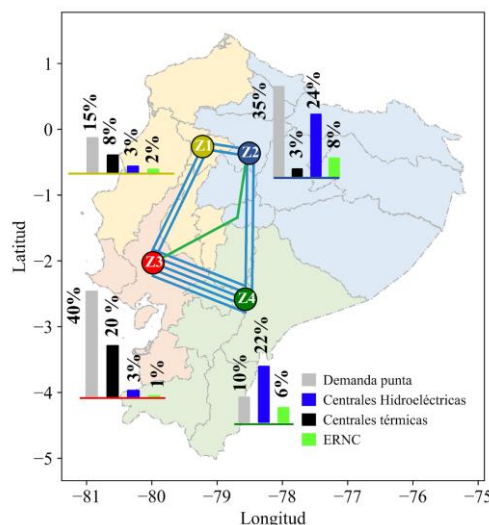 1
0
−1
−2
−3
−4
−5
Latitud
15%
8%
3%
2%
35%
3%
24%
8%
Z1
Z2
Z3
Z4
40%
20 %
3%
1%
10%
22%
6%
Demanda punta
Centrales Hidroeléctricas
Centrales térmicas
ERNC
−81
−80
−79
−78
−77
−76
−75
Longitud